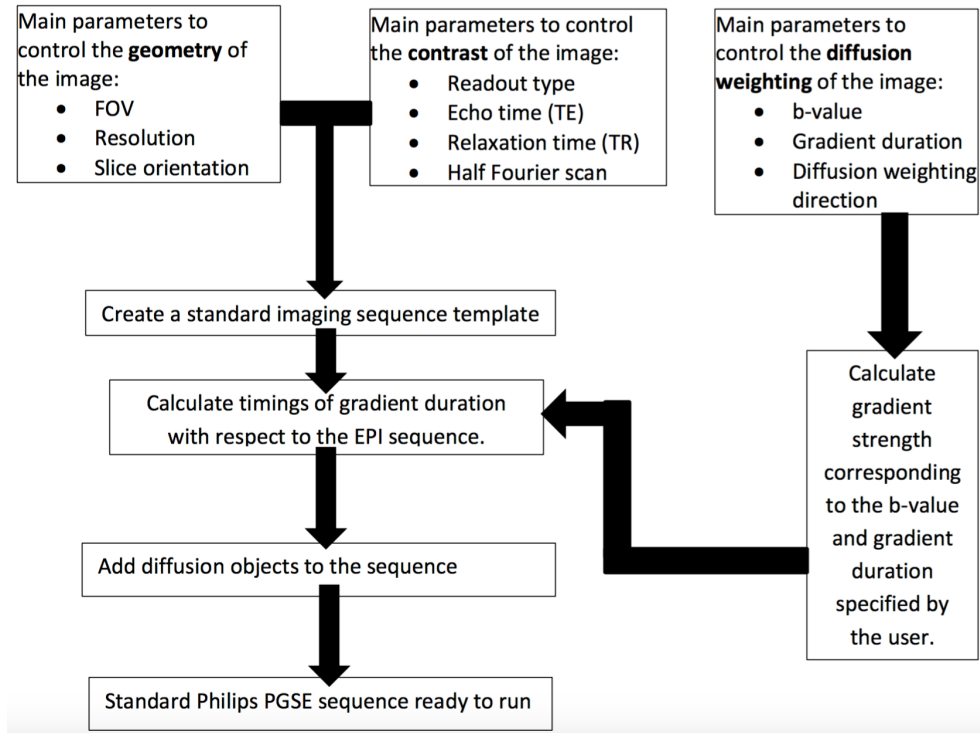 Main parameters to
control the geometry of
the image:
• FOV
• Resolution
• Slice orientation
Main parameters to control
the contrast of the image:
• Readout type
• Echo time (TE)
• Relaxation time (TR)
• Half Fourier scan
Main parameters to
control the diffusion
weighting of the image:
• b-value
• Gradient duration
• Diffusion weighting
direction
Create a standard imaging sequence template
Calculate timings of gradient duration
with respect to the EPI sequence.
Calculate
gradient
strength
corresponding
to the b-value
and gradient
duration
specified by
the user.
Add diffusion objects to the sequence
Standard Philips PGSE sequence ready to run